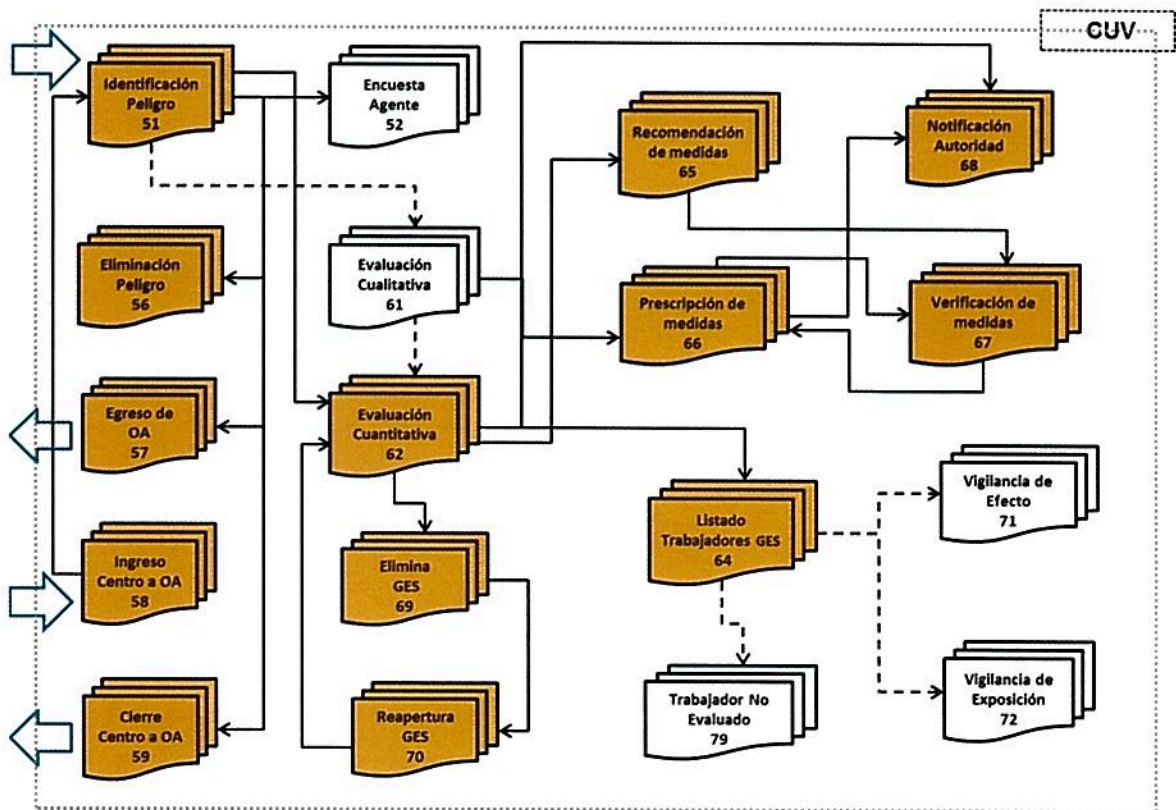 CUV
Identificación
Peligro
51
Encuesta
Agente
52
Recomendación
de medidas
65
Notificación
Autoridad
68
Eliminación
Peligro
56
Evaluación
Cualitativa
61
Prescripción de
medidas
66
Verificación de
medidas
67
Egreso de
OA
57
Evaluación
Cuantitativa
62
Vigilancia de
Efecto
71
Ingreso
Centro a OA
58
Elimina
GES
69
Listado
Trabajadores GES
64
Cierre
Centro a OA
59
Reapertura
GES
70
Trabajador No
Evaluado
79
Vigilancia de
Exposición
72